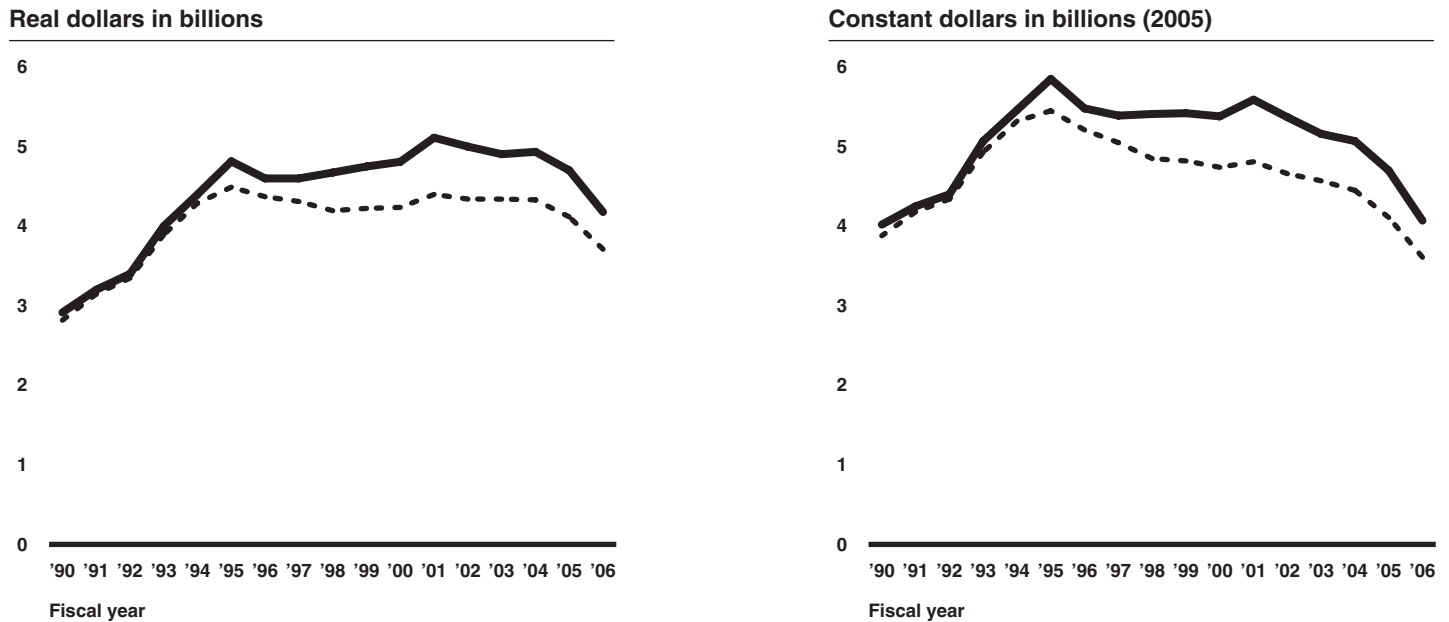 Real dollars in billions
6
5
4
3
2
1
0
’90 ’91 ’92 ’93 ’94 ’95 ’96 ’97 ’98 ’99 ’00 ’01 ’02 ’03 ’04 ’05 ’06
Fiscal year
Constant dollars in billions (2005)
6
5
4
3
2
1
0
’90 ’91 ’92 ’93 ’94 ’95 ’96 ’97 ’98 ’99 ’00 ’01 ’02 ’03 ’04 ’05 ’06
Fiscal year